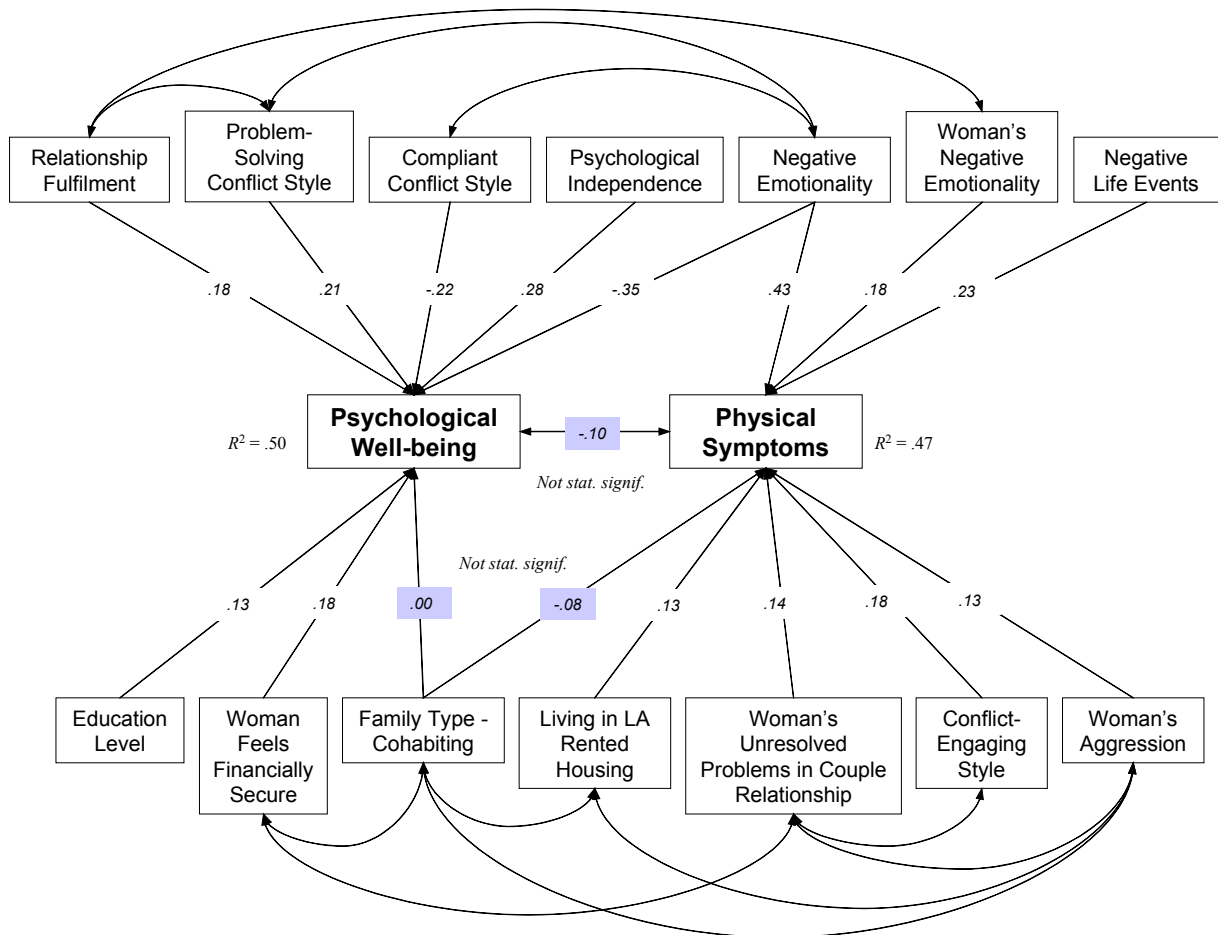 Relationship
Fulfilment
Problem-
Solving
Conflict Style
Compliant
Conflict Style
Psychological
Independence
Negative
Emotionality
Woman's
Negative
Emotionality
Negative
Life Events
.18
.21
-.22
.28
-.35
.43
.18
.23
R² = .50
Psychological
Well-being
-.10
Physical
Symptoms
R² = .47
Not stat. signif.
Not stat. signif.
.13
.18
.00
-.08
.13
.14
.18
.13
Education
Level
Woman
Feels
Financially
Secure
Family Type -
Cohabiting
Living in LA
Rented
Housing
Woman's
Unresolved
Problems in Couple
Relationship
Conflict-
Engaging
Style
Woman's
Aggression